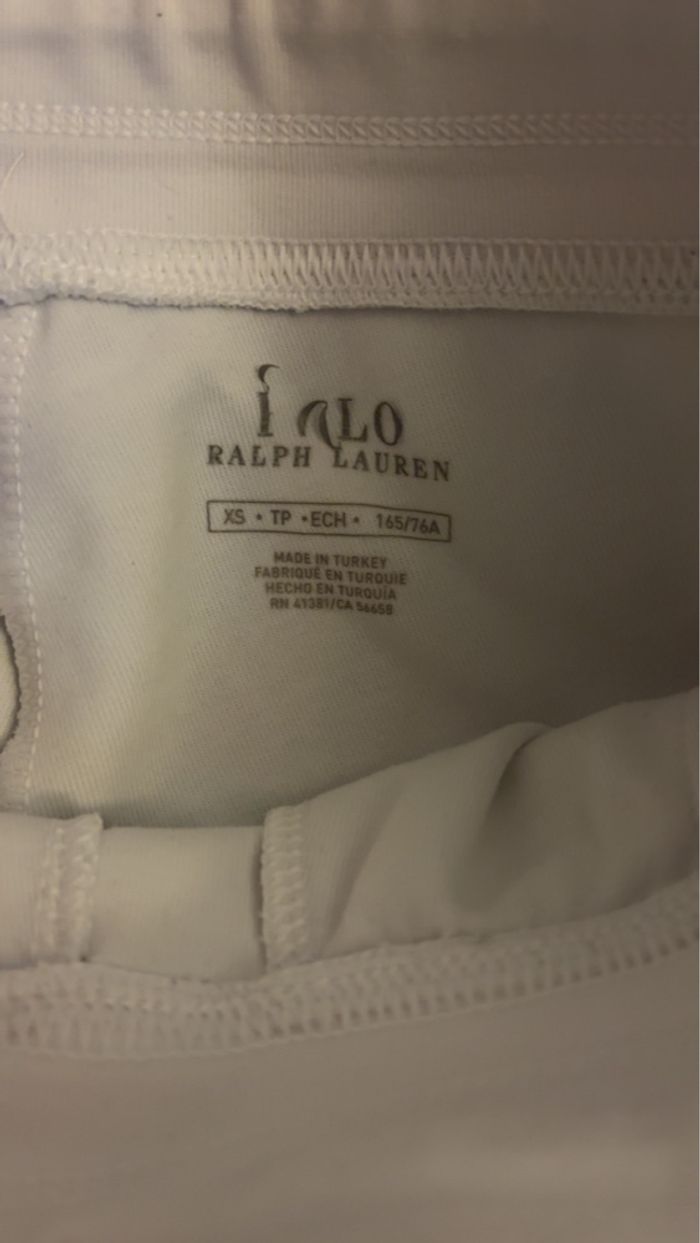 LO
RALPH LAUREN
XS • TP • ECH • 165/76A
MADE IN TURKEY
FABRIQUÉ EN TURQUIE
HECHO EN TURQUÍA
RN 41381/CA 56658